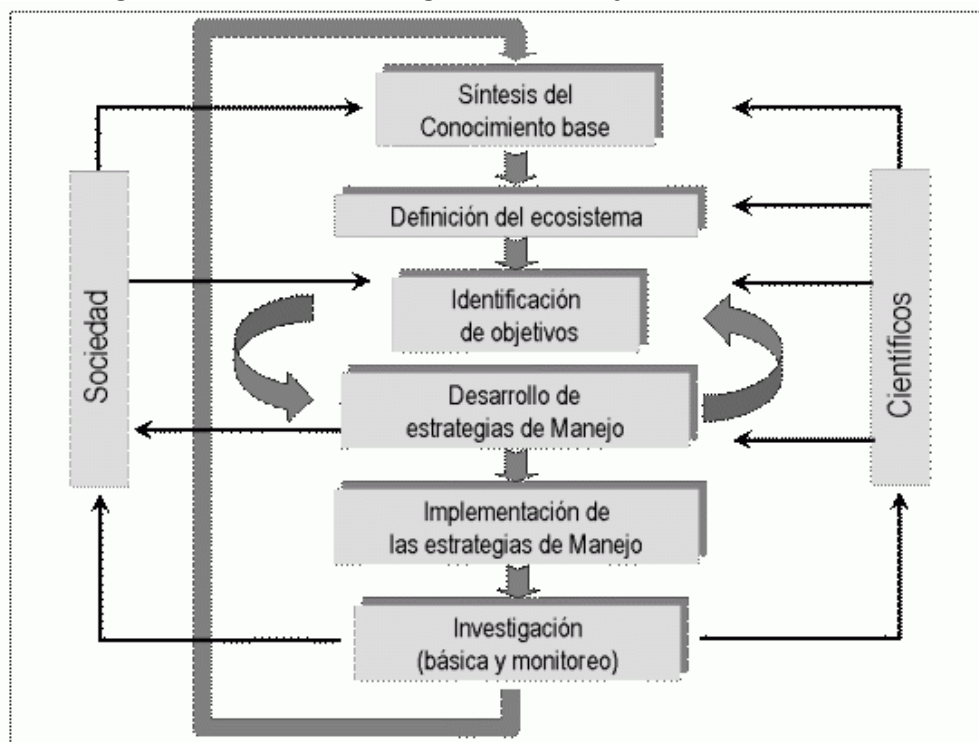 Síntesis del
Conocimiento base
Definición del ecosistema
Identificación
de objetivos
Desarrollo de
estrategias de Manejo
Implementación de
las estrategias de Manejo
Investigación
(básica y monitoreo)
Sociedad
Científicos